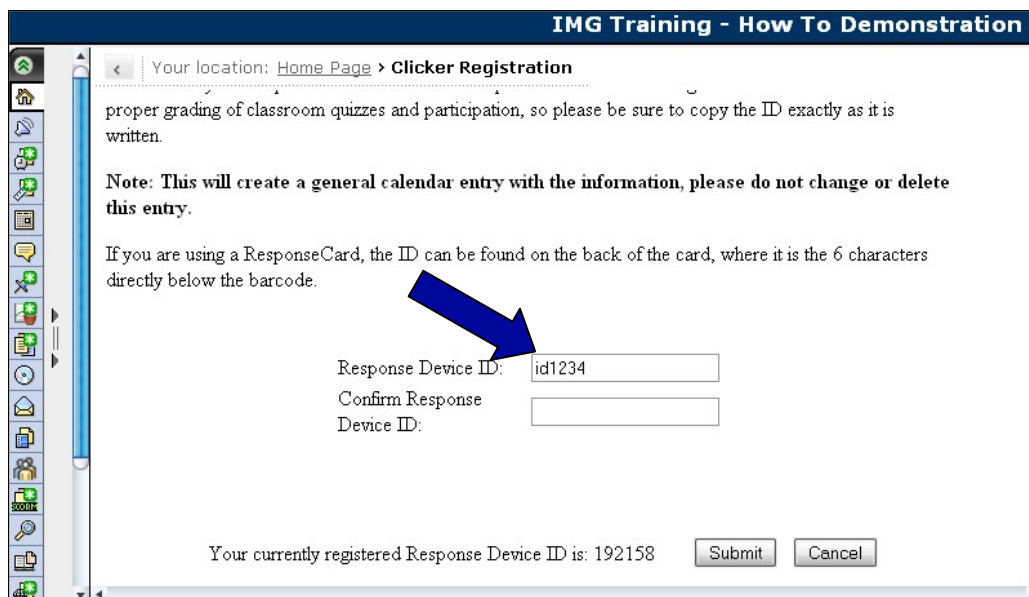 IMG Training - How To Demonstration
Your location: Home Page › Clicker Registration
proper grading of classroom quizzes and participation, so please be sure to copy the ID exactly as it is
written.
Note: This will create a general calendar entry with the information, please do not change or delete
this entry.
If you are using a ResponseCard, the ID can be found on the back of the card, where it is the 6 characters
directly below the barcode.
Response Device ID: id1234
Confirm Response
Device ID:
Your currently registered Response Device ID is: 192158 Submit Cancel
SCORM